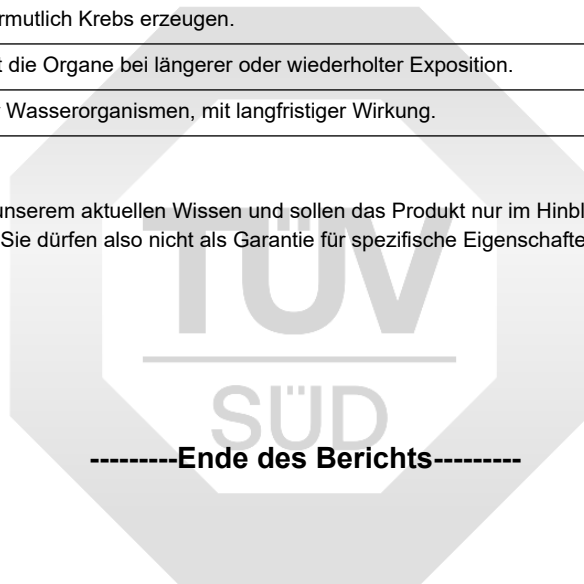 rmutlich Krebs erzeugen.
t die Organe bei längerer oder wiederholter Exposition.
Wasserorganismen, mit langfristiger Wirkung.
unserem aktuellen Wissen und sollen das Produkt nur im Hinbl
Sie dürfen also nicht als Garantie für spezifische Eigenschafte
TÜV
SÜD
---------Ende des Berichts---------